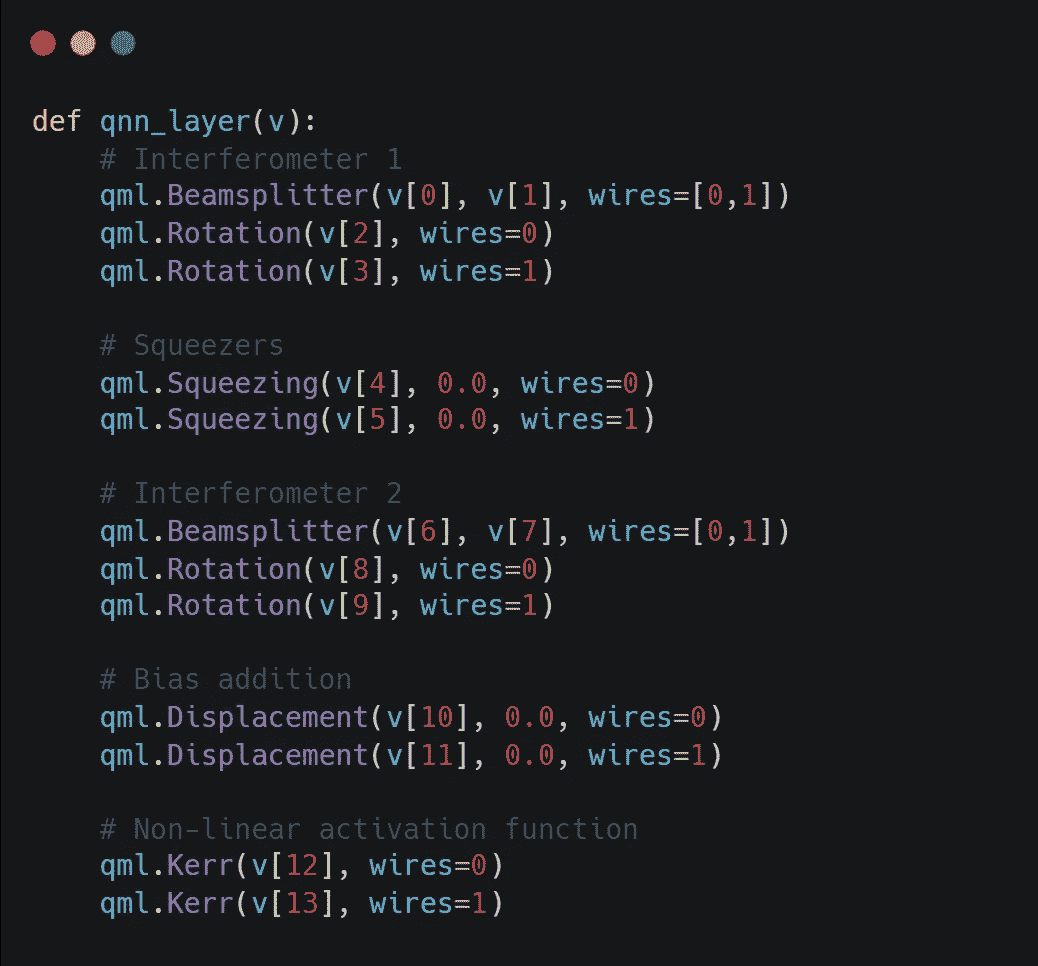 def qnn_layer(v):
    # Interferometer 1
    qml.Beamsplitter(v[0], v[1], wires=[0,1])
    qml.Rotation(v[2], wires=0)
    qml.Rotation(v[3], wires=1)

    # Squeezers
    qml.Squeezing(v[4], 0.0, wires=0)
    qml.Squeezing(v[5], 0.0, wires=1)

    # Interferometer 2
    qml.Beamsplitter(v[6], v[7], wires=[0,1])
    qml.Rotation(v[8], wires=0)
    qml.Rotation(v[9], wires=1)

    # Bias addition
    qml.Displacement(v[10], 0.0, wires=0)
    qml.Displacement(v[11], 0.0, wires=1)

    # Non-linear activation function
    qml.Kerr(v[12], wires=0)
    qml.Kerr(v[13], wires=1)